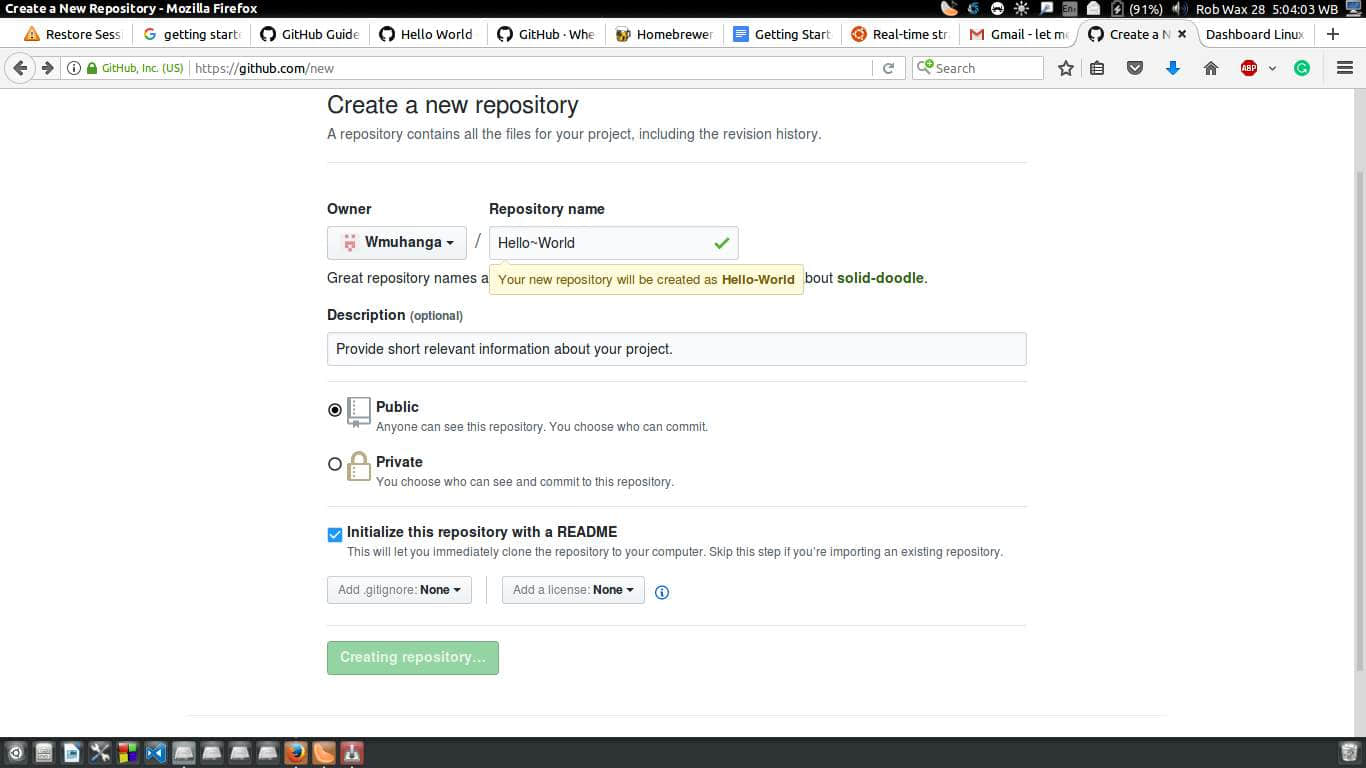 Create a New Repository - Mozilla Firefox
En (91%) Rob Wax 28 5:04:03 WB
Restore Sessi getting start GitHub Guide Hello World GitHub · Whe Homebrewer Getting Start Real-time str Gmail - let me Create a N Dashboard Linux
GitHub, Inc. (US) https://github.com/new Search ABP
Create a new repository
A repository contains all the files for your project, including the revision history.
Owner Repository name
Wmuhanga / Hello~World
Great repository names a Your new repository will be created as Hello-World bout solid-doodle.
Description (optional)
Provide short relevant information about your project.
Public
Anyone can see this repository. You choose who can commit.
Private
You choose who can see and commit to this repository.
Initialize this repository with a README
This will let you immediately clone the repository to your computer. Skip this step if you’re importing an existing repository.
Add .gitignore: None Add a license: None
Creating repository…